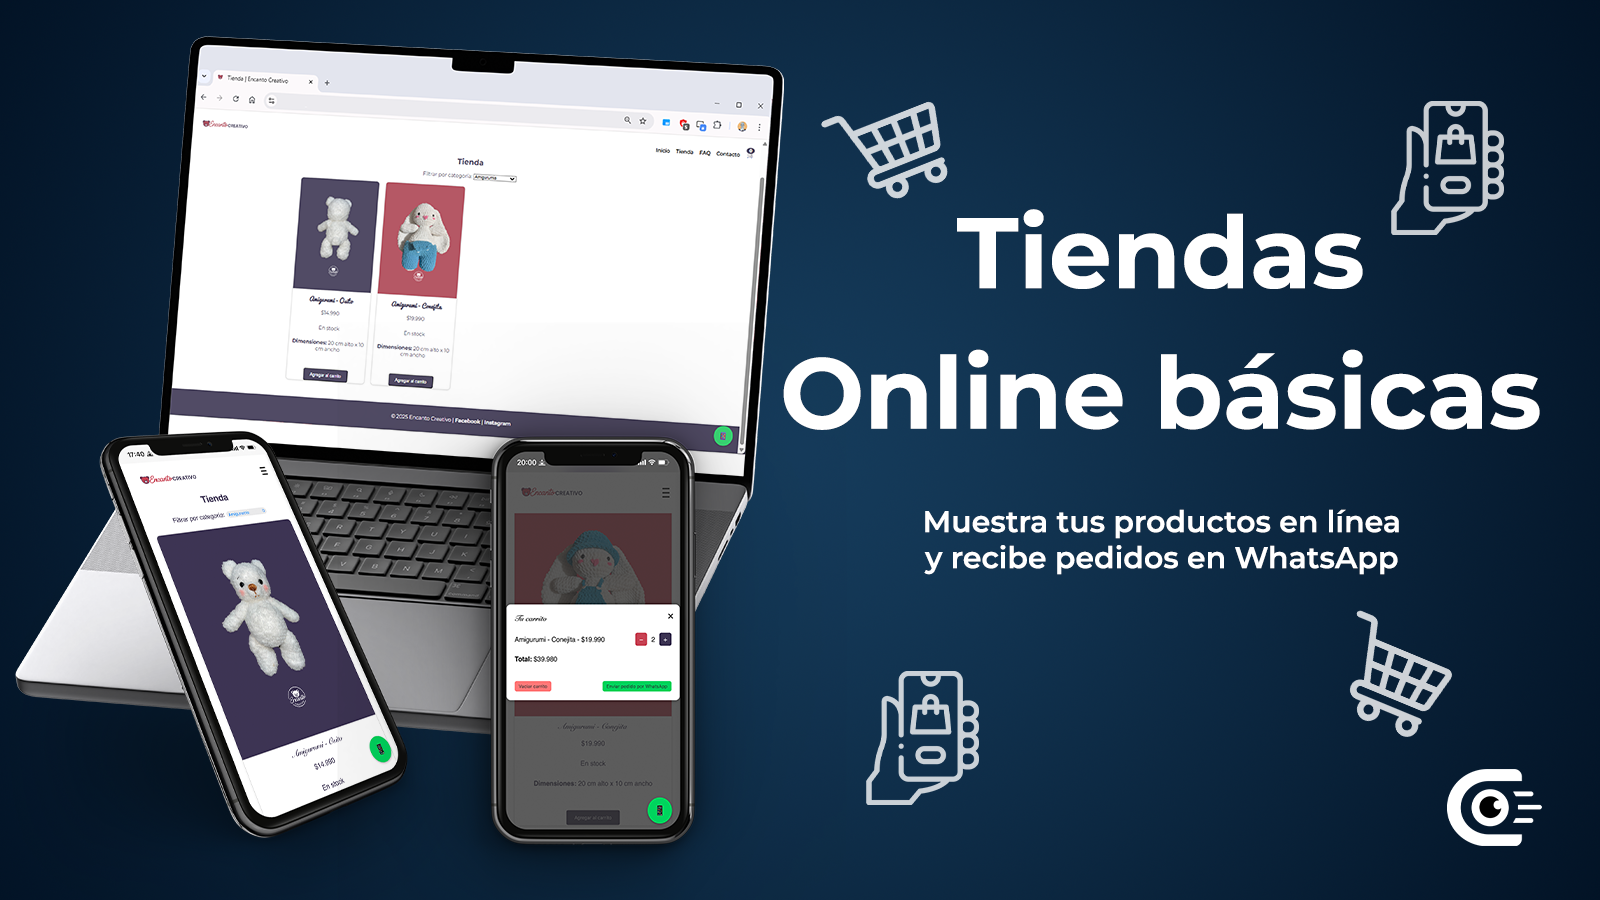 Tienda | Encanto Creativo
Encanto CREATIVO
Inicio Tienda FAQ Contacto
Tienda
Filtrar por categoría: Amigurumis
Amigurumi - Osito
$14.990
En stock
Dimensiones: 20 cm alto x 10
cm ancho
Agregar al carrito
Amigurumi - Conejita
$19.990
En stock
Dimensiones: 20 cm alto x 10
cm ancho
Agregar al carrito
© 2025 Encanto Creativo | Facebook | Instagram
17:40
Encanto CREATIVO
Tienda
Filtrar por categoría: Amigurumis
Amigurumi - Osito
$14.990
En stock
20:00
Encanto CREATIVO
Tu carrito
Amigurumi - Conejita - $19.990
- 2 +
Total: $39.980
Vaciar carrito
Enviar pedido por WhatsApp
Amigurumi - Conejita
$19.990
En stock
Dimensiones: 20 cm alto x 10 cm ancho
Agregar al carrito
Tiendas
Online básicas
Muestra tus productos en línea
y recibe pedidos en WhatsApp